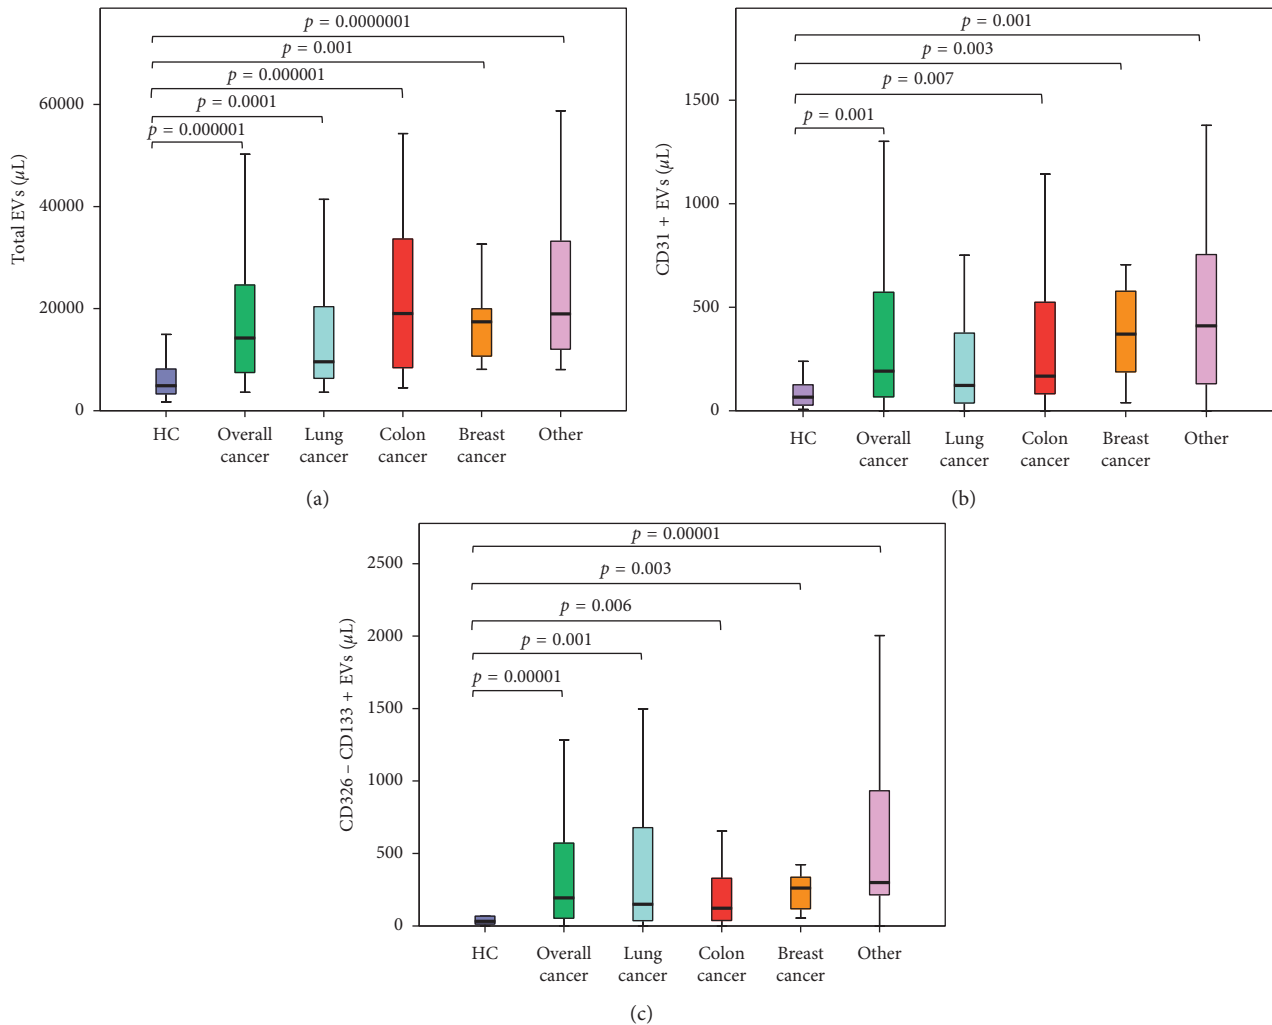 p = 0.0000001
p = 0.001
p = 0.000001
p = 0.0001
p = 0.000001
60000
40000
20000
0
Total EVs (μL)
HC
Overall cancer
Lung cancer
Colon cancer
Breast cancer
Other
(a)
p = 0.001
p = 0.003
p = 0.007
p = 0.001
1500
1000
500
0
CD31 + EVs (μL)
HC
Overall cancer
Lung cancer
Colon cancer
Breast cancer
Other
(b)
p = 0.00001
p = 0.003
p = 0.006
p = 0.001
p = 0.00001
2500
2000
1500
1000
500
0
CD326 – CD133 + EVs (μL)
HC
Overall cancer
Lung cancer
Colon cancer
Breast cancer
Other
(c)